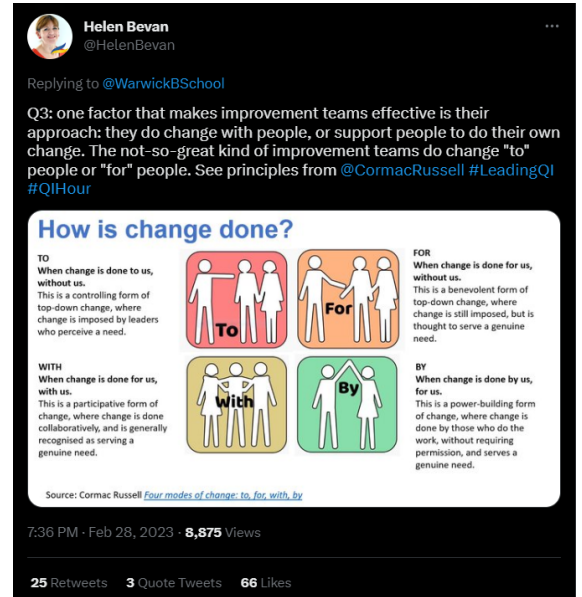 Helen Bevan
@HelenBevan
Replying to @WarwickBSchool
Q3: one factor that makes improvement teams effective is their
approach: they do change with people, or support people to do their own
change. The not-so-great kind of improvement teams do change "to"
people or "for" people. See principles from @CormacRussell #LeadingQI
#QIHour
How is change done?
TO
When change is done to us,
without us.
This is a controlling form of
top-down change, where
change is imposed by leaders
who perceive a need.
To
For
FOR
When change is done for us,
without us.
This is a benevolent form of
top-down change, where
change is still imposed, but is
thought to serve a genuine
need.
WITH
When change is done for us,
with us.
This is a participative form of
change, where change is done
collaboratively, and is generally
recognised as serving a
genuine need.
With
By
BY
When change is done by us,
for us.
This is a power-building form
of change, where change is
done by those who do the
work, without requiring
permission, and serves a
genuine need.
Source: Cormac Russell Four modes of change: to, for, with, by
7:36 PM · Feb 28, 2023 · 8,875 Views
25 Retweets 3 Quote Tweets 66 Likes